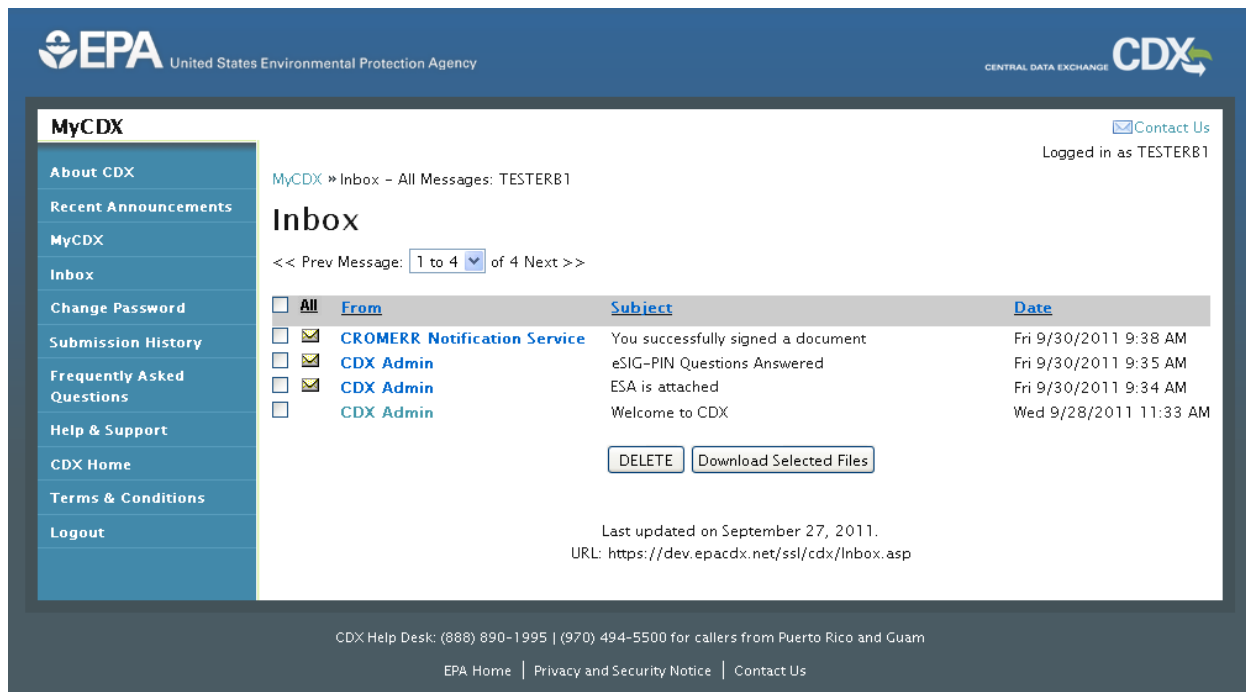 EPA United States Environmental Protection Agency
CENTRAL DATA EXCHANGE CDX
MyCDX
Contact Us
Logged in as TESTERB1
About CDX
Recent Announcements
MyCDX
Inbox
Change Password
Submission History
Frequently Asked
Questions
Help & Support
CDX Home
Terms & Conditions
Logout
MyCDX » Inbox – All Messages: TESTERB1
Inbox
<< Prev Message: 1 to 4 of 4 Next >>
All From Subject Date
CROMERR Notification Service You successfully signed a document Fri 9/30/2011 9:38 AM
CDX Admin eSIG-PIN Questions Answered Fri 9/30/2011 9:35 AM
CDX Admin ESA is attached Fri 9/30/2011 9:34 AM
CDX Admin Welcome to CDX Wed 9/28/2011 11:33 AM
DELETE Download Selected Files
Last updated on September 27, 2011.
URL: https://dev.epacdx.net/ssl/cdx/Inbox.asp
CDX Help Desk: (888) 890-1995 | (970) 494-5500 for callers from Puerto Rico and Guam
EPA Home | Privacy and Security Notice | Contact Us